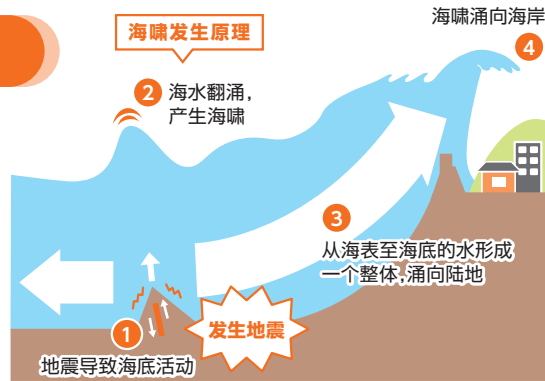 海啸发生原理
海啸涌向海岸
4
2
海水翻涌，
产生海啸
3
从海表至海底的水形成
一个整体，涌向陆地
发生地震
1
地震导致海底活动